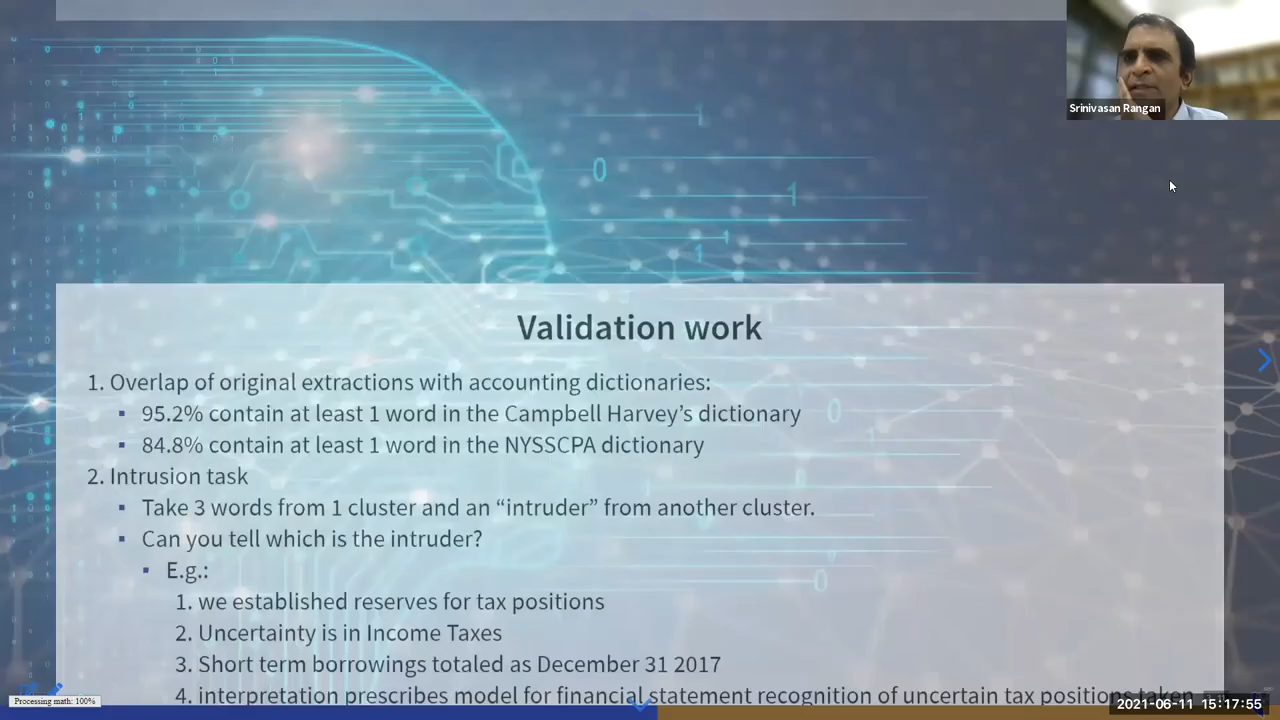 Srinivasan Rangan
Validation work
1. Overlap of original extractions with accounting dictionaries:
95.2% contain at least 1 word in the Campbell Harvey’s dictionary
84.8% contain at least 1 word in the NYSSCPA dictionary
2. Intrusion task
Take 3 words from 1 cluster and an “intruder” from another cluster.
Can you tell which is the intruder?
E.g.:
1. we established reserves for tax positions
2. Uncertainty is in Income Taxes
3. Short term borrowings totaled as December 31 2017
4. interpretation prescribes model for financial statement recognition of uncertain tax positions taken
Processing math: 100%
2021-06-11 15:17:55